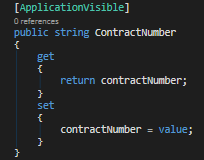 [ApplicationVisible]
0 references
public string ContractNumber
{
    get
    {
        return contractNumber;
    }
    set
    {
        contractNumber = value;
    }
}